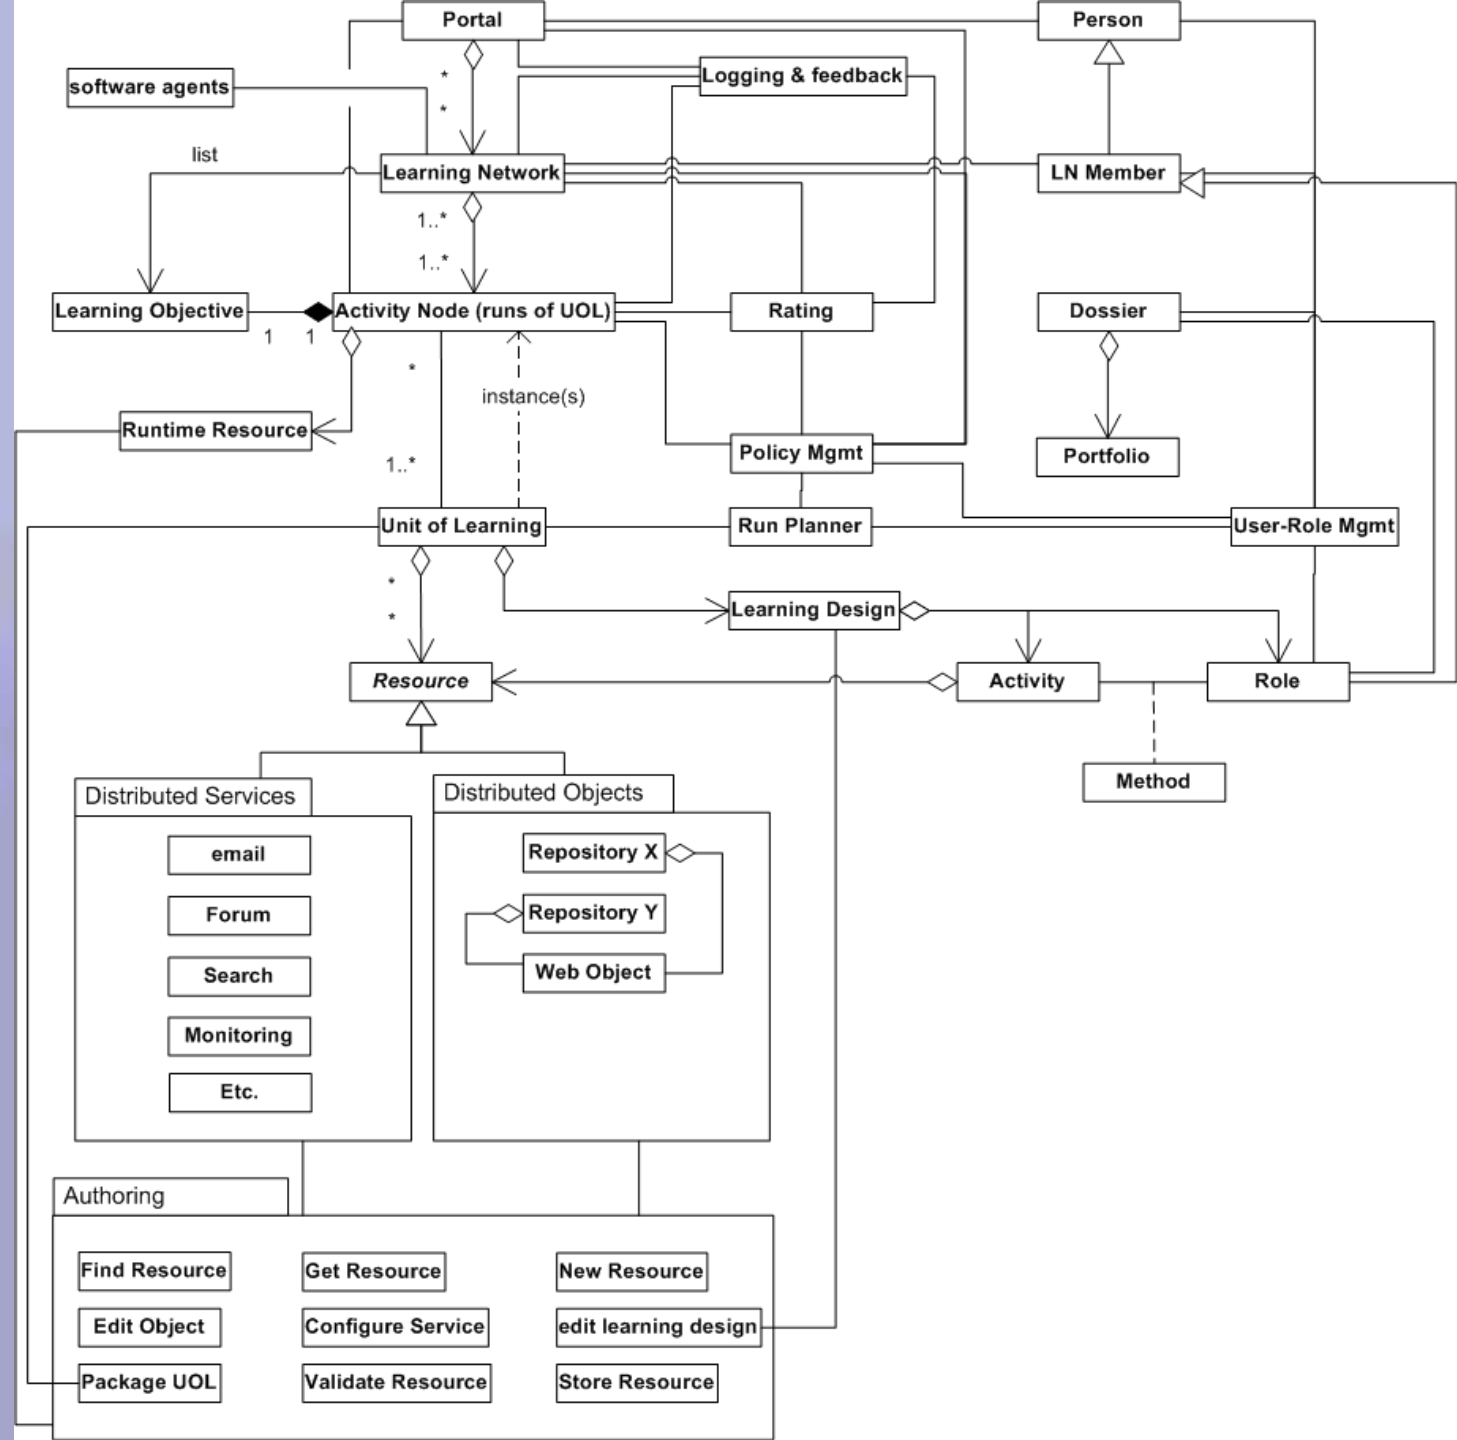 Portal
Person
software agents
*
Logging & feedback
*
list
Learning Network
LN Member
1..*
1..*
Learning Objective
Activity Node (runs of UOL)
Rating
Dossier
1
1
*
instance(s)
Runtime Resource
Policy Mgmt
Portfolio
1..*
Unit of Learning
Run Planner
User-Role Mgmt
*
*
Learning Design
Resource
Activity
Role
Method
Distributed Services
Distributed Objects
email
Forum
Search
Monitoring
Etc.
Repository X
Repository Y
Web Object
Authoring
Find Resource
Get Resource
New Resource
Edit Object
Configure Service
edit learning design
Package UOL
Validate Resource
Store Resource